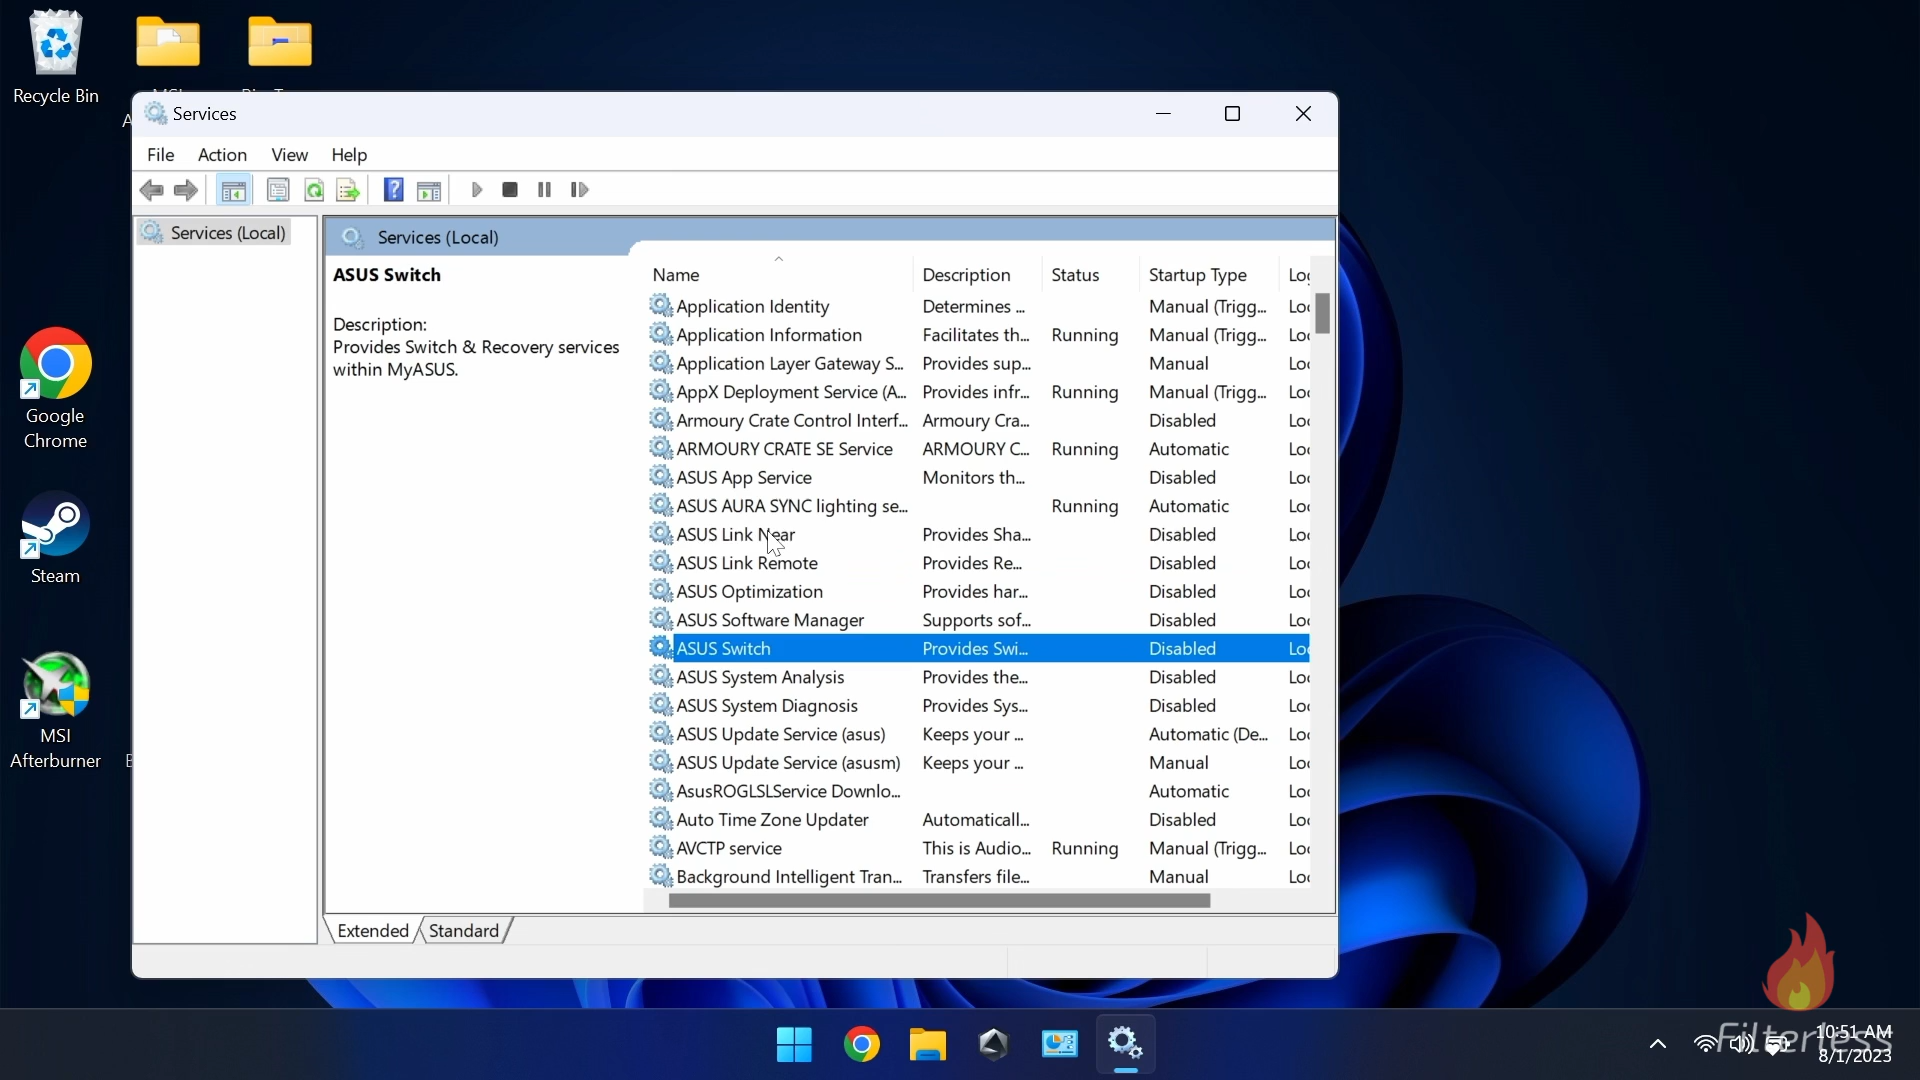 Recycle Bin
Services
File Action View Help
Services (Local)
Services (Local)
ASUS Switch
Description:
Provides Switch & Recovery services
within MyASUS.
Name Description Status Startup Type
Application Identity Determines ... Manual (Trigg...
Application Information Facilitates th... Running Manual (Trigg...
Application Layer Gateway S... Provides sup... Manual
AppX Deployment Service (A... Provides infr... Running Manual (Trigg...
Armoury Crate Control Interf... Armoury Cra... Disabled
ARMOURY CRATE SE Service ARMOURY C... Running Automatic
ASUS App Service Monitors th... Disabled
ASUS AURA SYNC lighting se... Running Automatic
ASUS Link Near Provides Sha... Disabled
ASUS Link Remote Provides Re... Disabled
ASUS Optimization Provides har... Disabled
ASUS Software Manager Supports sof... Disabled
ASUS Switch Provides Swi... Disabled
ASUS System Analysis Provides the... Disabled
ASUS System Diagnosis Provides Sys... Disabled
ASUS Update Service (asus) Keeps your ... Automatic (De...
ASUS Update Service (asusm) Keeps your ... Manual
AsusROGLSLService Downlo... Automatic
Auto Time Zone Updater Automaticall... Disabled
AVCTP service This is Audio... Running Manual (Trigg...
Background Intelligent Tran... Transfers file... Manual
Extended Standard
Google
Chrome
Steam
MSI
Afterburner
Filterless
10:51 AM
8/1/2023